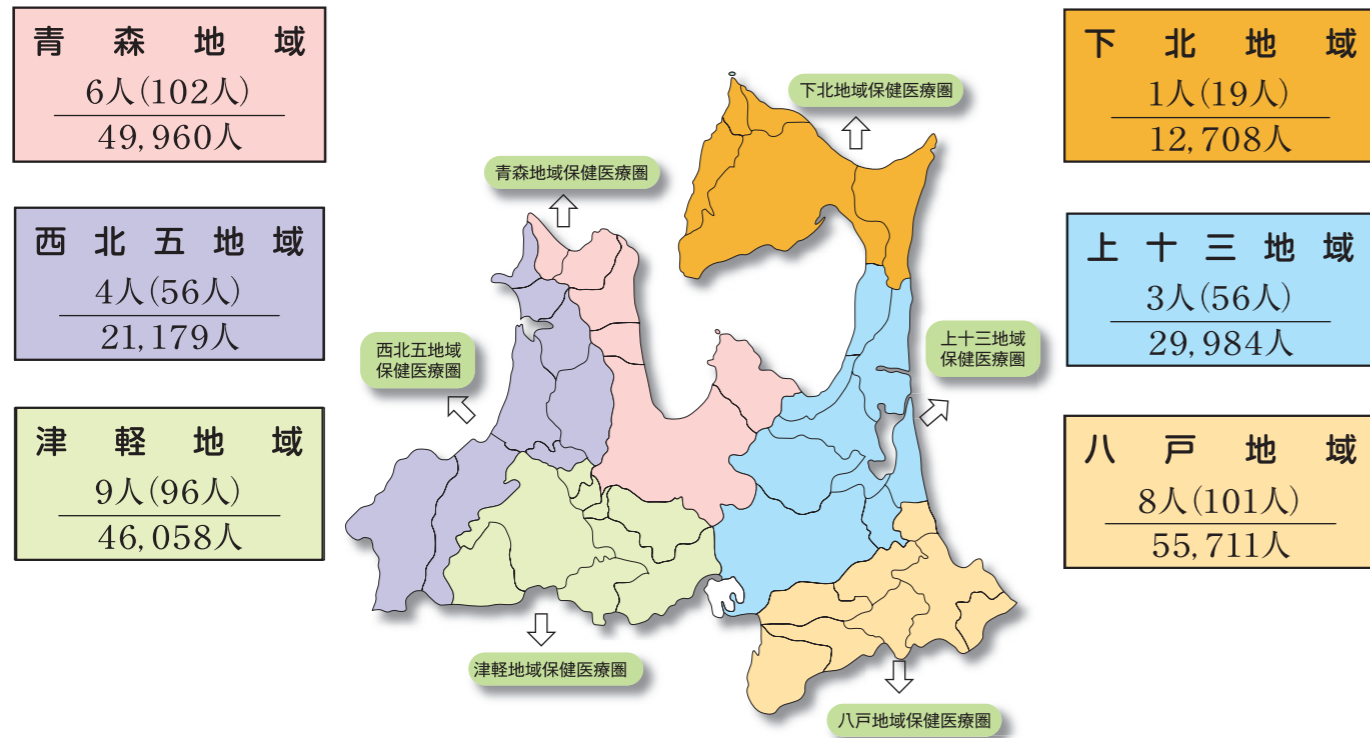 青森地域
6人(102人)
49,960人
西北五地域
4人(56人)
21,179人
津軽地域
9人(96人)
46,058人
下北地域保健医療圏
青森地域保健医療圏
西北五地域
保健医療圏
上十三地域
保健医療圏
津軽地域保健医療圏
八戸地域保健医療圏
下北地域
1人(19人)
12,708人
上十三地域
3人(56人)
29,984人
八戸地域
8人(101人)
55,711人